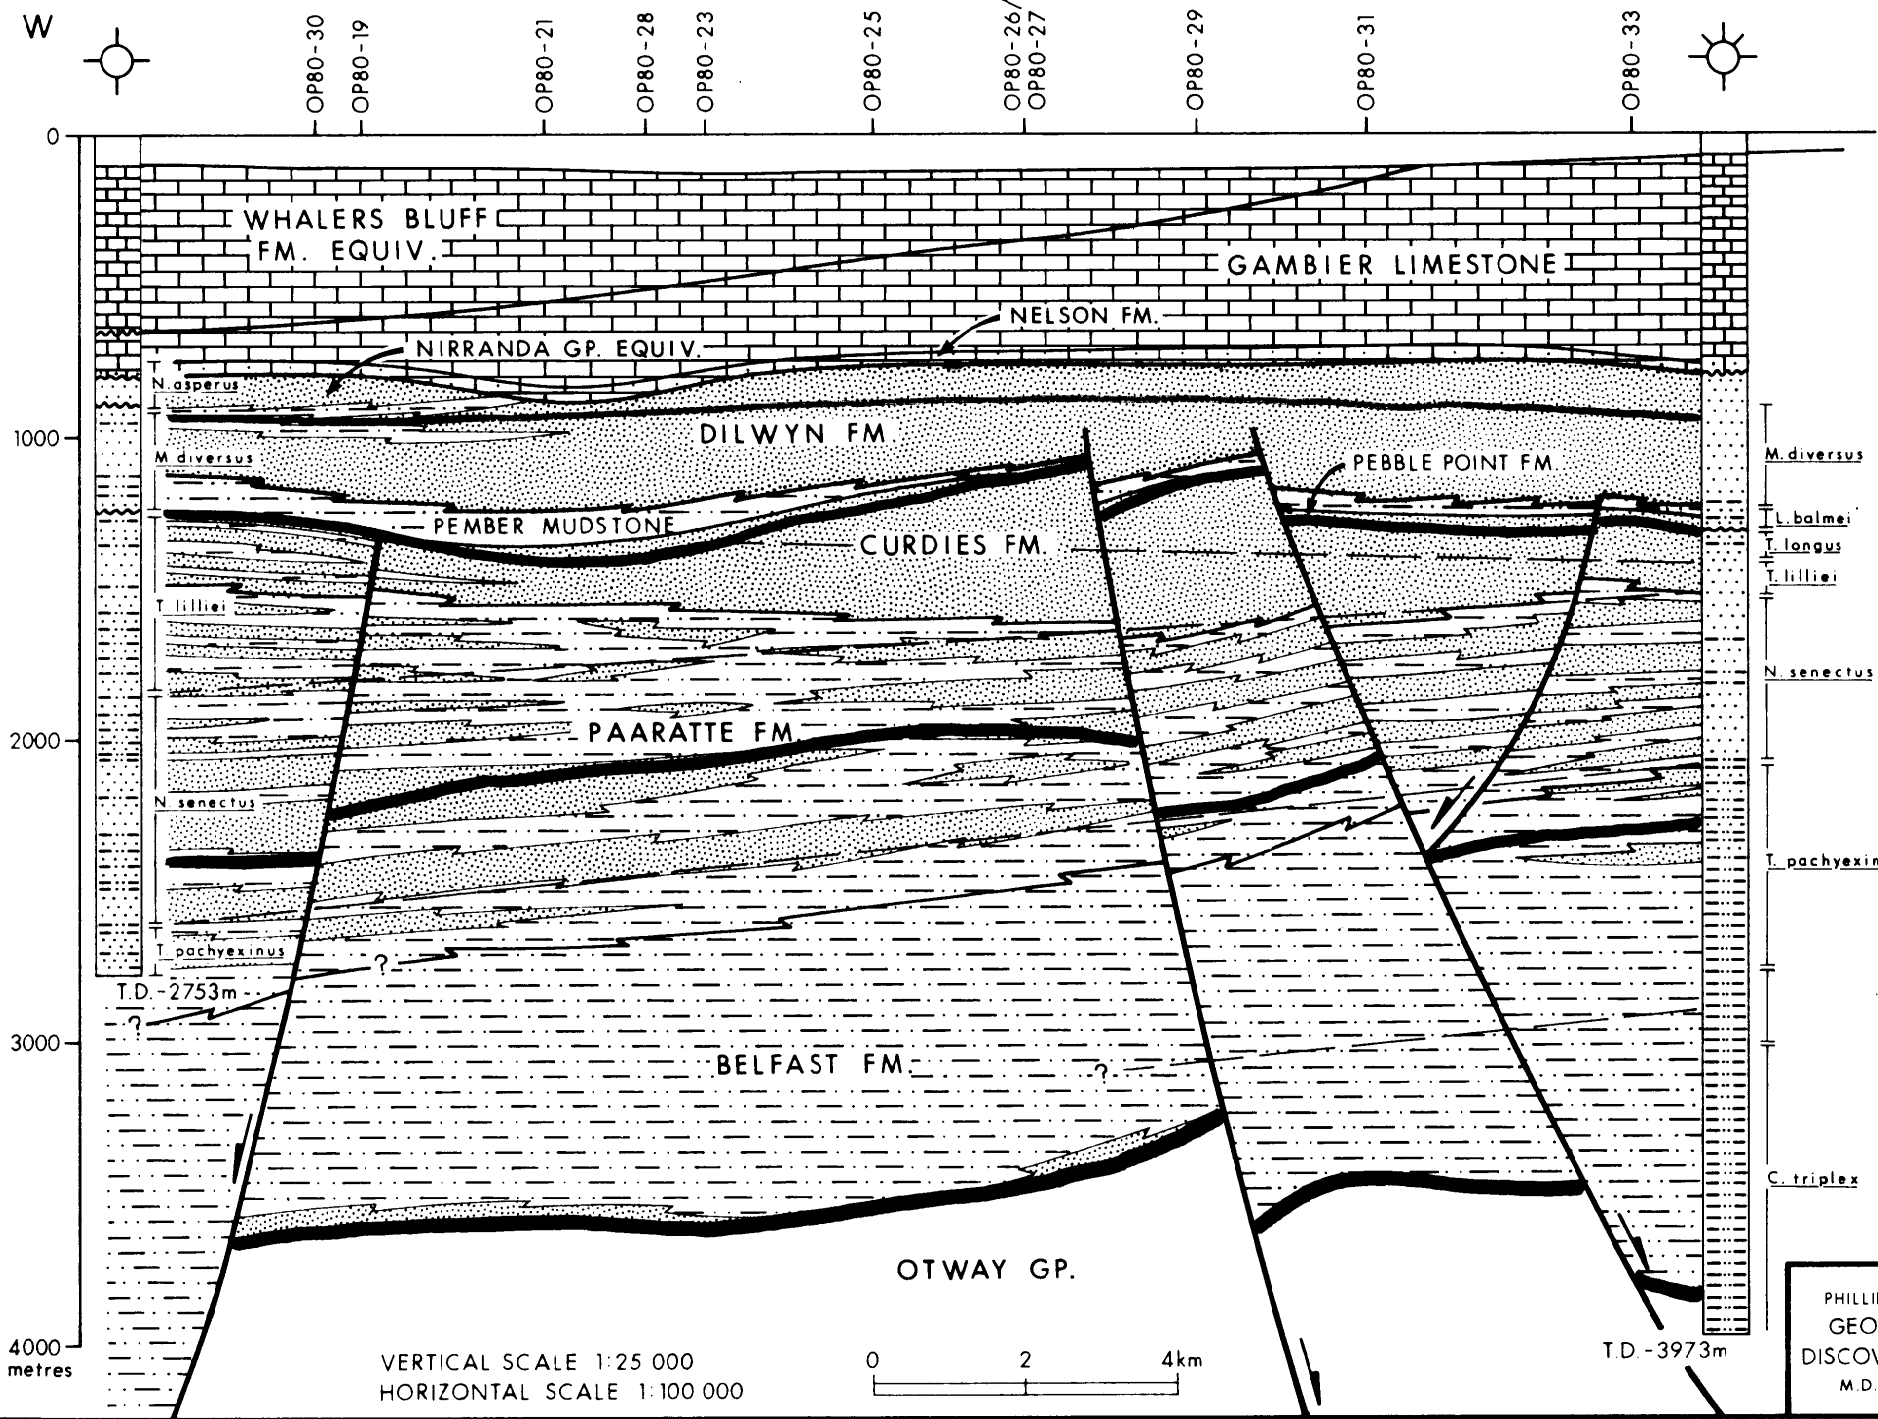 W
OP80-30
OP80-19
OP80-21
OP80-28
OP80-23
OP80-25
OP80-26/
OP80-27
OP80-29
OP80-31
OP80-33
0
WHALERS BLUFF
FM. EQUIV.
GAMBIER LIMESTONE
NELSON FM.
NIRRANDA GP. EQUIV.
N. asperus
1000
DILWYN FM
M diversus
PEBBLE POINT FM.
M.diversus
PEMBER MUDSTONE
CURDIES FM.
L.balmei
T. longus
T. lilliei
T. lilliei
N. senectus
2000
PAARATTE FM.
N. senectus
T. pachyexin
T. pachyexinus
?
T.D.-2753m
?
3000
BELFAST FM.
?
C. triplex
OTWAY GP.
4000
metres
VERTICAL SCALE 1:25 000
HORIZONTAL SCALE 1:100 000
0 2 4km
T.D.-3973m
PHILLI
GEO
DISCOV
M.D.